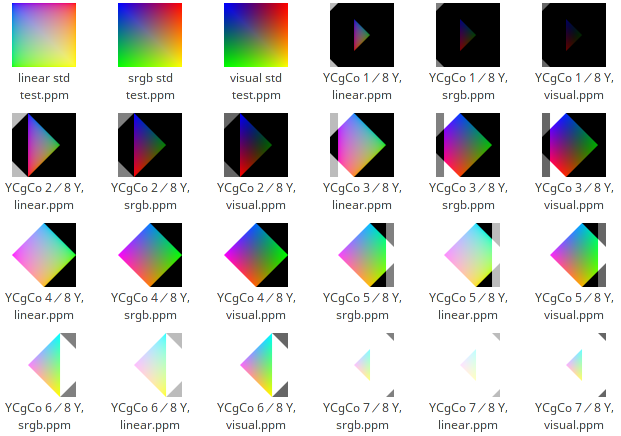 linear std
test.ppm
srgb std
test.ppm
visual std
test.ppm
YCgCo 1 ⁄ 8 Y,
linear.ppm
YCgCo 1 ⁄ 8 Y,
srgb.ppm
YCgCo 1 ⁄ 8 Y,
visual.ppm
YCgCo 2 ⁄ 8 Y,
linear.ppm
YCgCo 2 ⁄ 8 Y,
srgb.ppm
YCgCo 2 ⁄ 8 Y,
visual.ppm
YCgCo 3 ⁄ 8 Y,
linear.ppm
YCgCo 3 ⁄ 8 Y,
srgb.ppm
YCgCo 3 ⁄ 8 Y,
visual.ppm
YCgCo 4 ⁄ 8 Y,
linear.ppm
YCgCo 4 ⁄ 8 Y,
srgb.ppm
YCgCo 4 ⁄ 8 Y,
visual.ppm
YCgCo 5 ⁄ 8 Y,
srgb.ppm
YCgCo 5 ⁄ 8 Y,
linear.ppm
YCgCo 5 ⁄ 8 Y,
visual.ppm
YCgCo 6 ⁄ 8 Y,
srgb.ppm
YCgCo 6 ⁄ 8 Y,
linear.ppm
YCgCo 6 ⁄ 8 Y,
visual.ppm
YCgCo 7 ⁄ 8 Y,
srgb.ppm
YCgCo 7 ⁄ 8 Y,
linear.ppm
YCgCo 7 ⁄ 8 Y,
visual.ppm